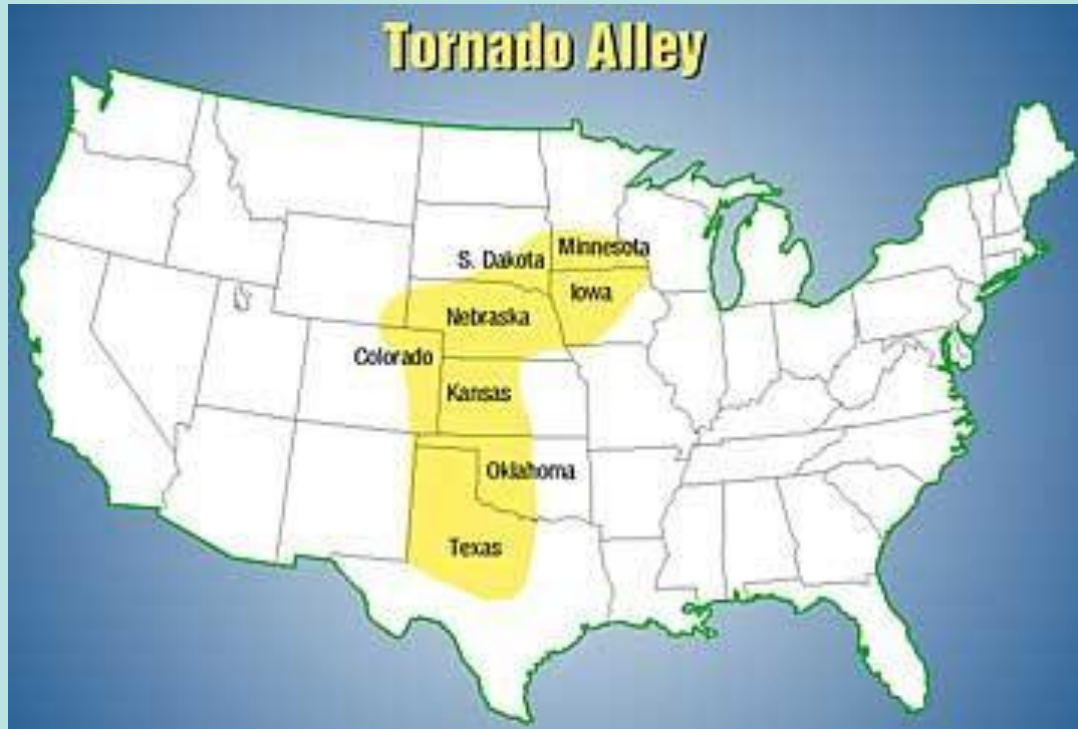 Tornado Alley
Minnesota
S. Dakota
Iowa
Nebraska
Colorado
Kansas
Oklahoma
Texas